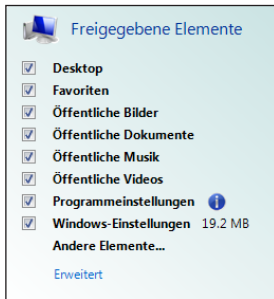 Freigegebene Elemente
Desktop
Favoriten
Öffentliche Bilder
Öffentliche Dokumente
Öffentliche Musik
Öffentliche Videos
Programmeinstellungen
Windows-Einstellungen 19.2 MB
Andere Elemente...
Erweitert